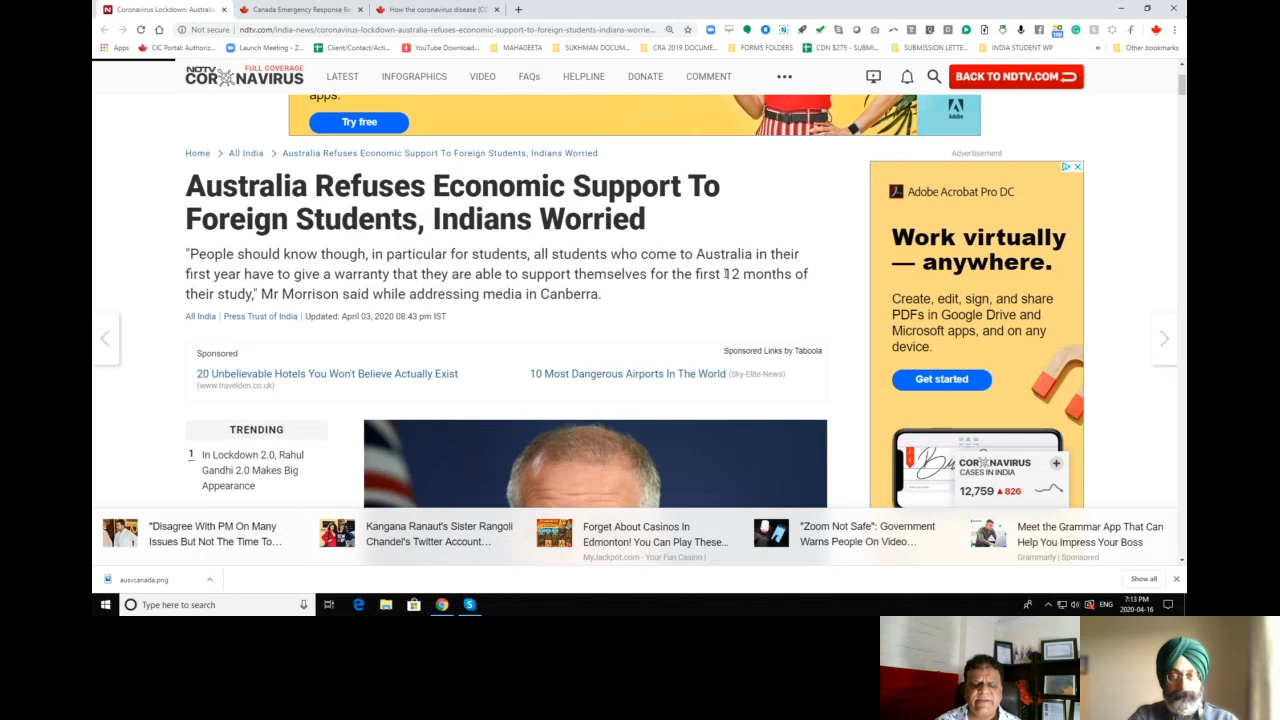 Coronavirus Lockdown: Australia
Canada Emergency Response Be
How the coronavirus disease (CO
Not secure
ndtv.com/india-news/coronavirus-lockdown-australia-refuses-economic-support-to-foreign-students-indians-worrie...
Apps
CIC Portal: Authoriz...
Launch Meeting - Z...
Client/Contact/Acti...
YouTube Download...
MAHAGEETA
SUKHMAN DOCUM...
CRA 2019 DOCUME...
FORMS FOLDERS
CDN $275 - SUBMI...
SUBMISSION LETTE...
INDIA STUDENT WP
»
Other bookmarks
NDTV
FULL COVERAGE
CORONAVIRUS
LATEST
INFOGRAPHICS
VIDEO
FAQs
HELPLINE
DONATE
COMMENT
•••
BACK TO NDTV.COM
apps.
Try free
Adobe
Home > All India > Australia Refuses Economic Support To Foreign Students, Indians Worried
Advertisement
Australia Refuses Economic Support To
Foreign Students, Indians Worried
"People should know though, in particular for students, all students who come to Australia in their
first year have to give a warranty that they are able to support themselves for the first 12 months of
their study," Mr Morrison said while addressing media in Canberra.
All India | Press Trust of India | Updated: April 03, 2020 08:43 pm IST
Sponsored
Sponsored Links by Taboola
20 Unbelievable Hotels You Won't Believe Actually Exist
(www.travelden.co.uk)
10 Most Dangerous Airports In The World (Sky-Elite-News)
TRENDING
1
In Lockdown 2.0, Rahul
Gandhi 2.0 Makes Big
Appearance
Adobe Acrobat Pro DC
Work virtually
— anywhere.
Create, edit, sign, and share
PDFs in Google Drive and
Microsoft apps, and on any
device.
Get started
CORONAVIRUS
CASES IN INDIA
12,759 ▲826
"Disagree With PM On Many
Issues But Not The Time To...
Kangana Ranaut's Sister Rangoli
Chandel's Twitter Account...
Forget About Casinos In
Edmonton! You Can Play These...
MyJackpot.com - Your Fun Casino |
"Zoom Not Safe": Government
Warns People On Video...
Meet the Grammar App That Can
Help You Impress Your Boss
Grammarly | Sponsored
ausvcanada.png
Show all
Type here to search
ENG
7:13 PM
2020-04-16